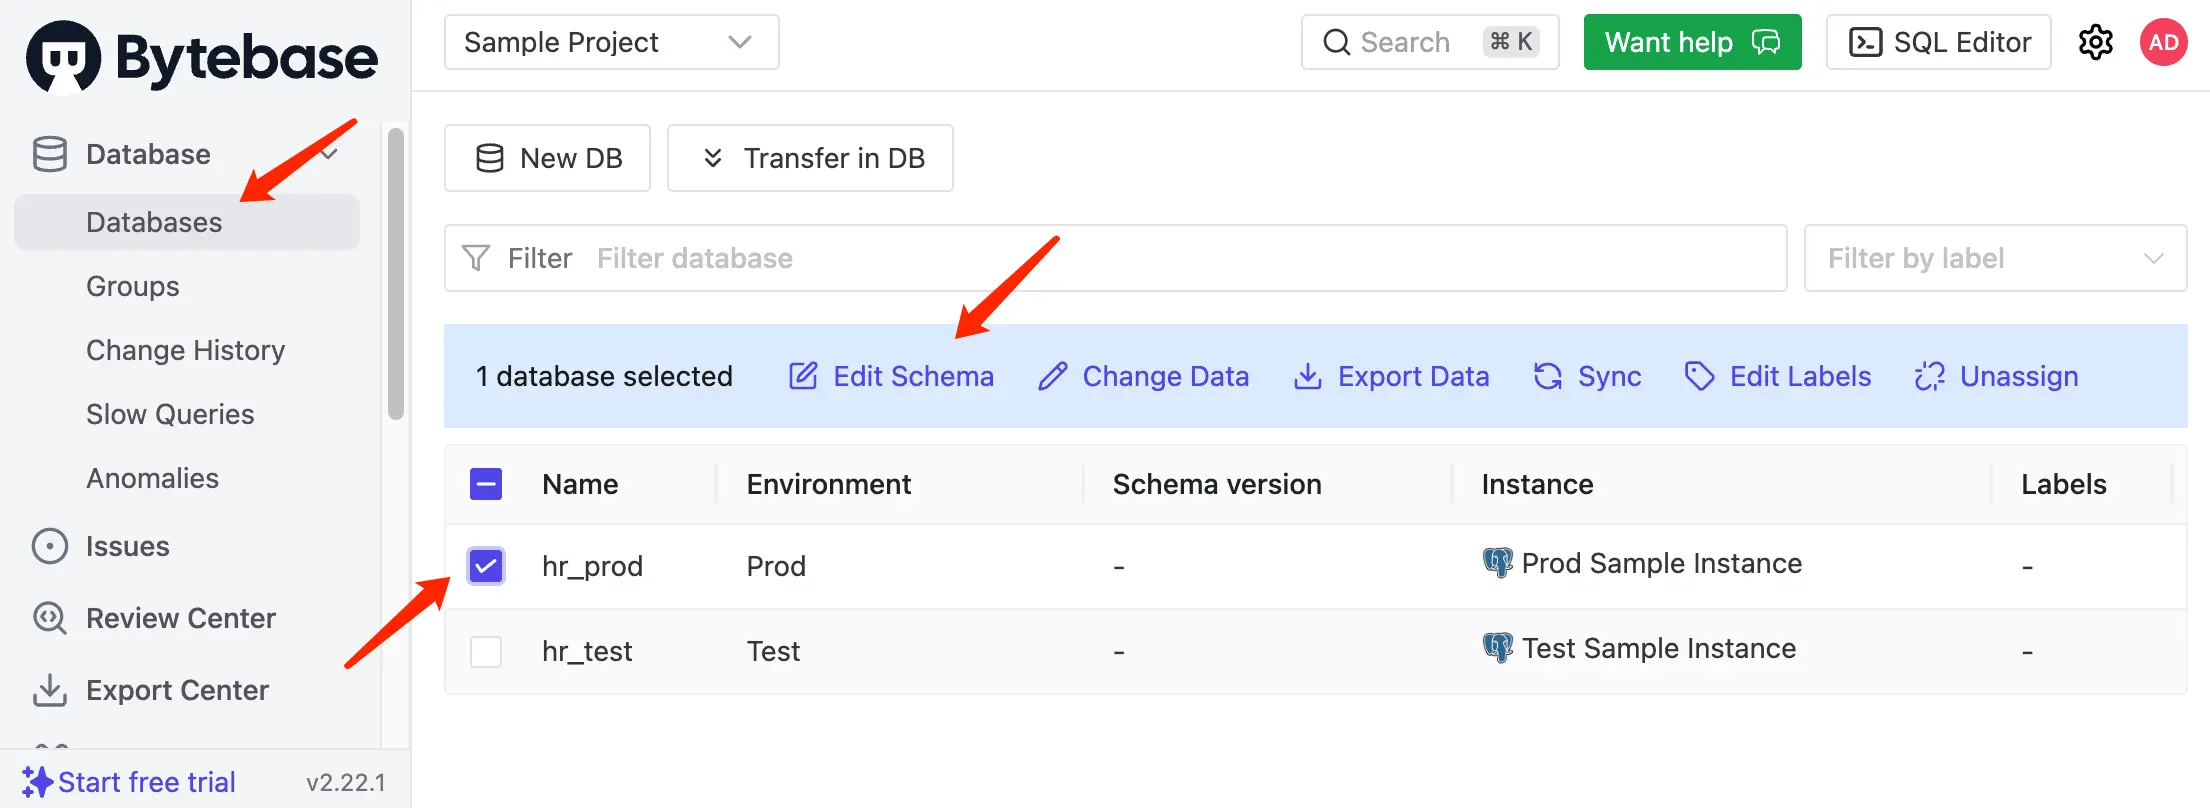 Bytebase
Sample Project
Search ⌘ K
Want help
SQL Editor
AD
Database
Databases
Groups
Change History
Slow Queries
Anomalies
Issues
Review Center
Export Center
Start free trial
v2.22.1
New DB
Transfer in DB
Filter Filter database
Filter by label
1 database selected Edit Schema Change Data Export Data Sync Edit Labels Unassign
Name Environment Schema version Instance Labels
hr_prod Prod - Prod Sample Instance -
hr_test Test - Test Sample Instance -